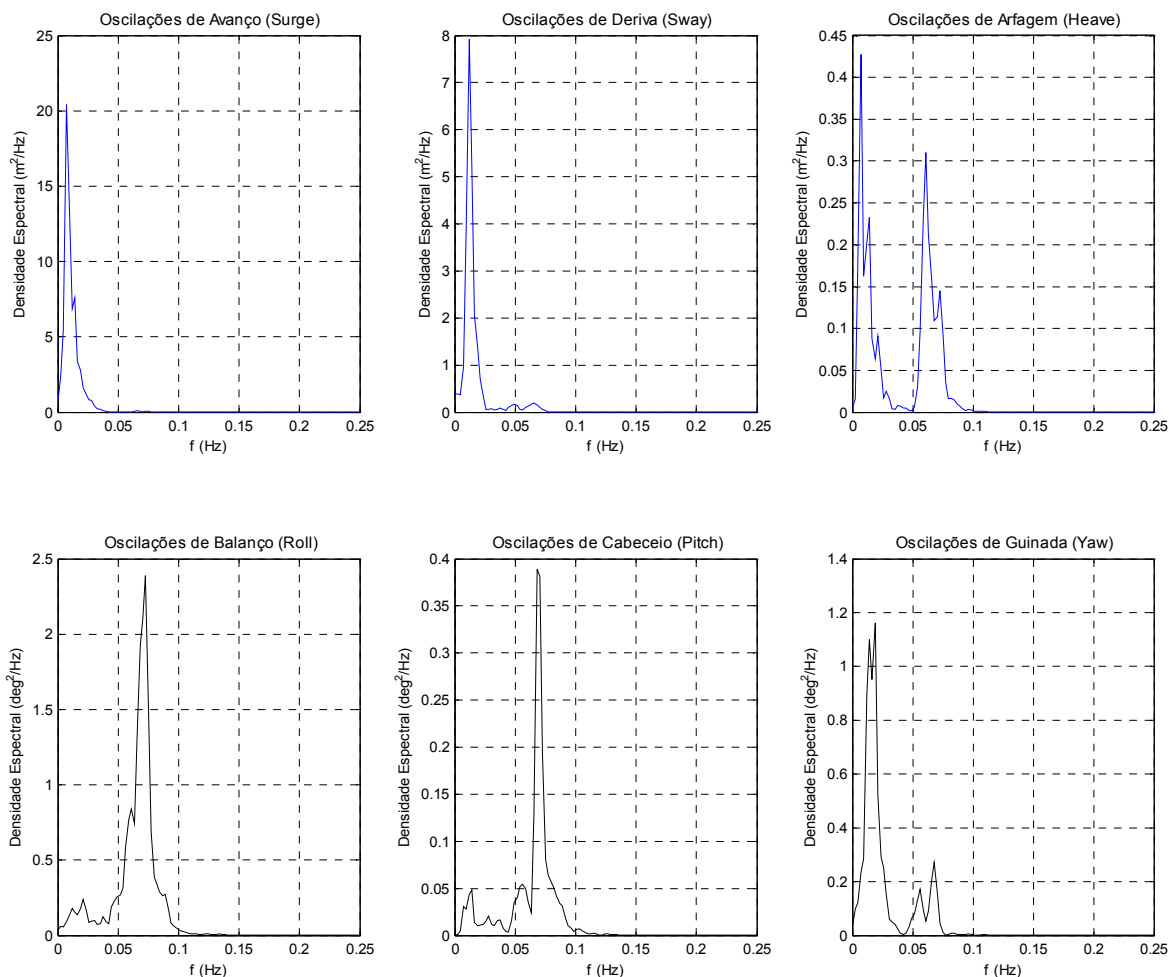 Oscilações de Avanço (Surge)
25
20
15
10
5
0
Densidade Espectral (m²/Hz)
0 0.05 0.1 0.15 0.2 0.25
f (Hz)
Oscilações de Deriva (Sway)
8
7
6
5
4
3
2
1
0
Densidade Espectral (m²/Hz)
0 0.05 0.1 0.15 0.2 0.25
f (Hz)
Oscilações de Arfagem (Heave)
0.45
0.4
0.35
0.3
0.25
0.2
0.15
0.1
0.05
0
Densidade Espectral (m²/Hz)
0 0.05 0.1 0.15 0.2 0.25
f (Hz)
Oscilações de Balanço (Roll)
2.5
2
1.5
1
0.5
0
Densidade Espectral (deg²/Hz)
0 0.05 0.1 0.15 0.2 0.25
f (Hz)
Oscilações de Cabeceio (Pitch)
0.4
0.35
0.3
0.25
0.2
0.15
0.1
0.05
0
Densidade Espectral (deg²/Hz)
0 0.05 0.1 0.15 0.2 0.25
f (Hz)
Oscilações de Guinada (Yaw)
1.4
1.2
1
0.8
0.6
0.4
0.2
0
Densidade Espectral (deg²/Hz)
0 0.05 0.1 0.15 0.2 0.25
f (Hz)